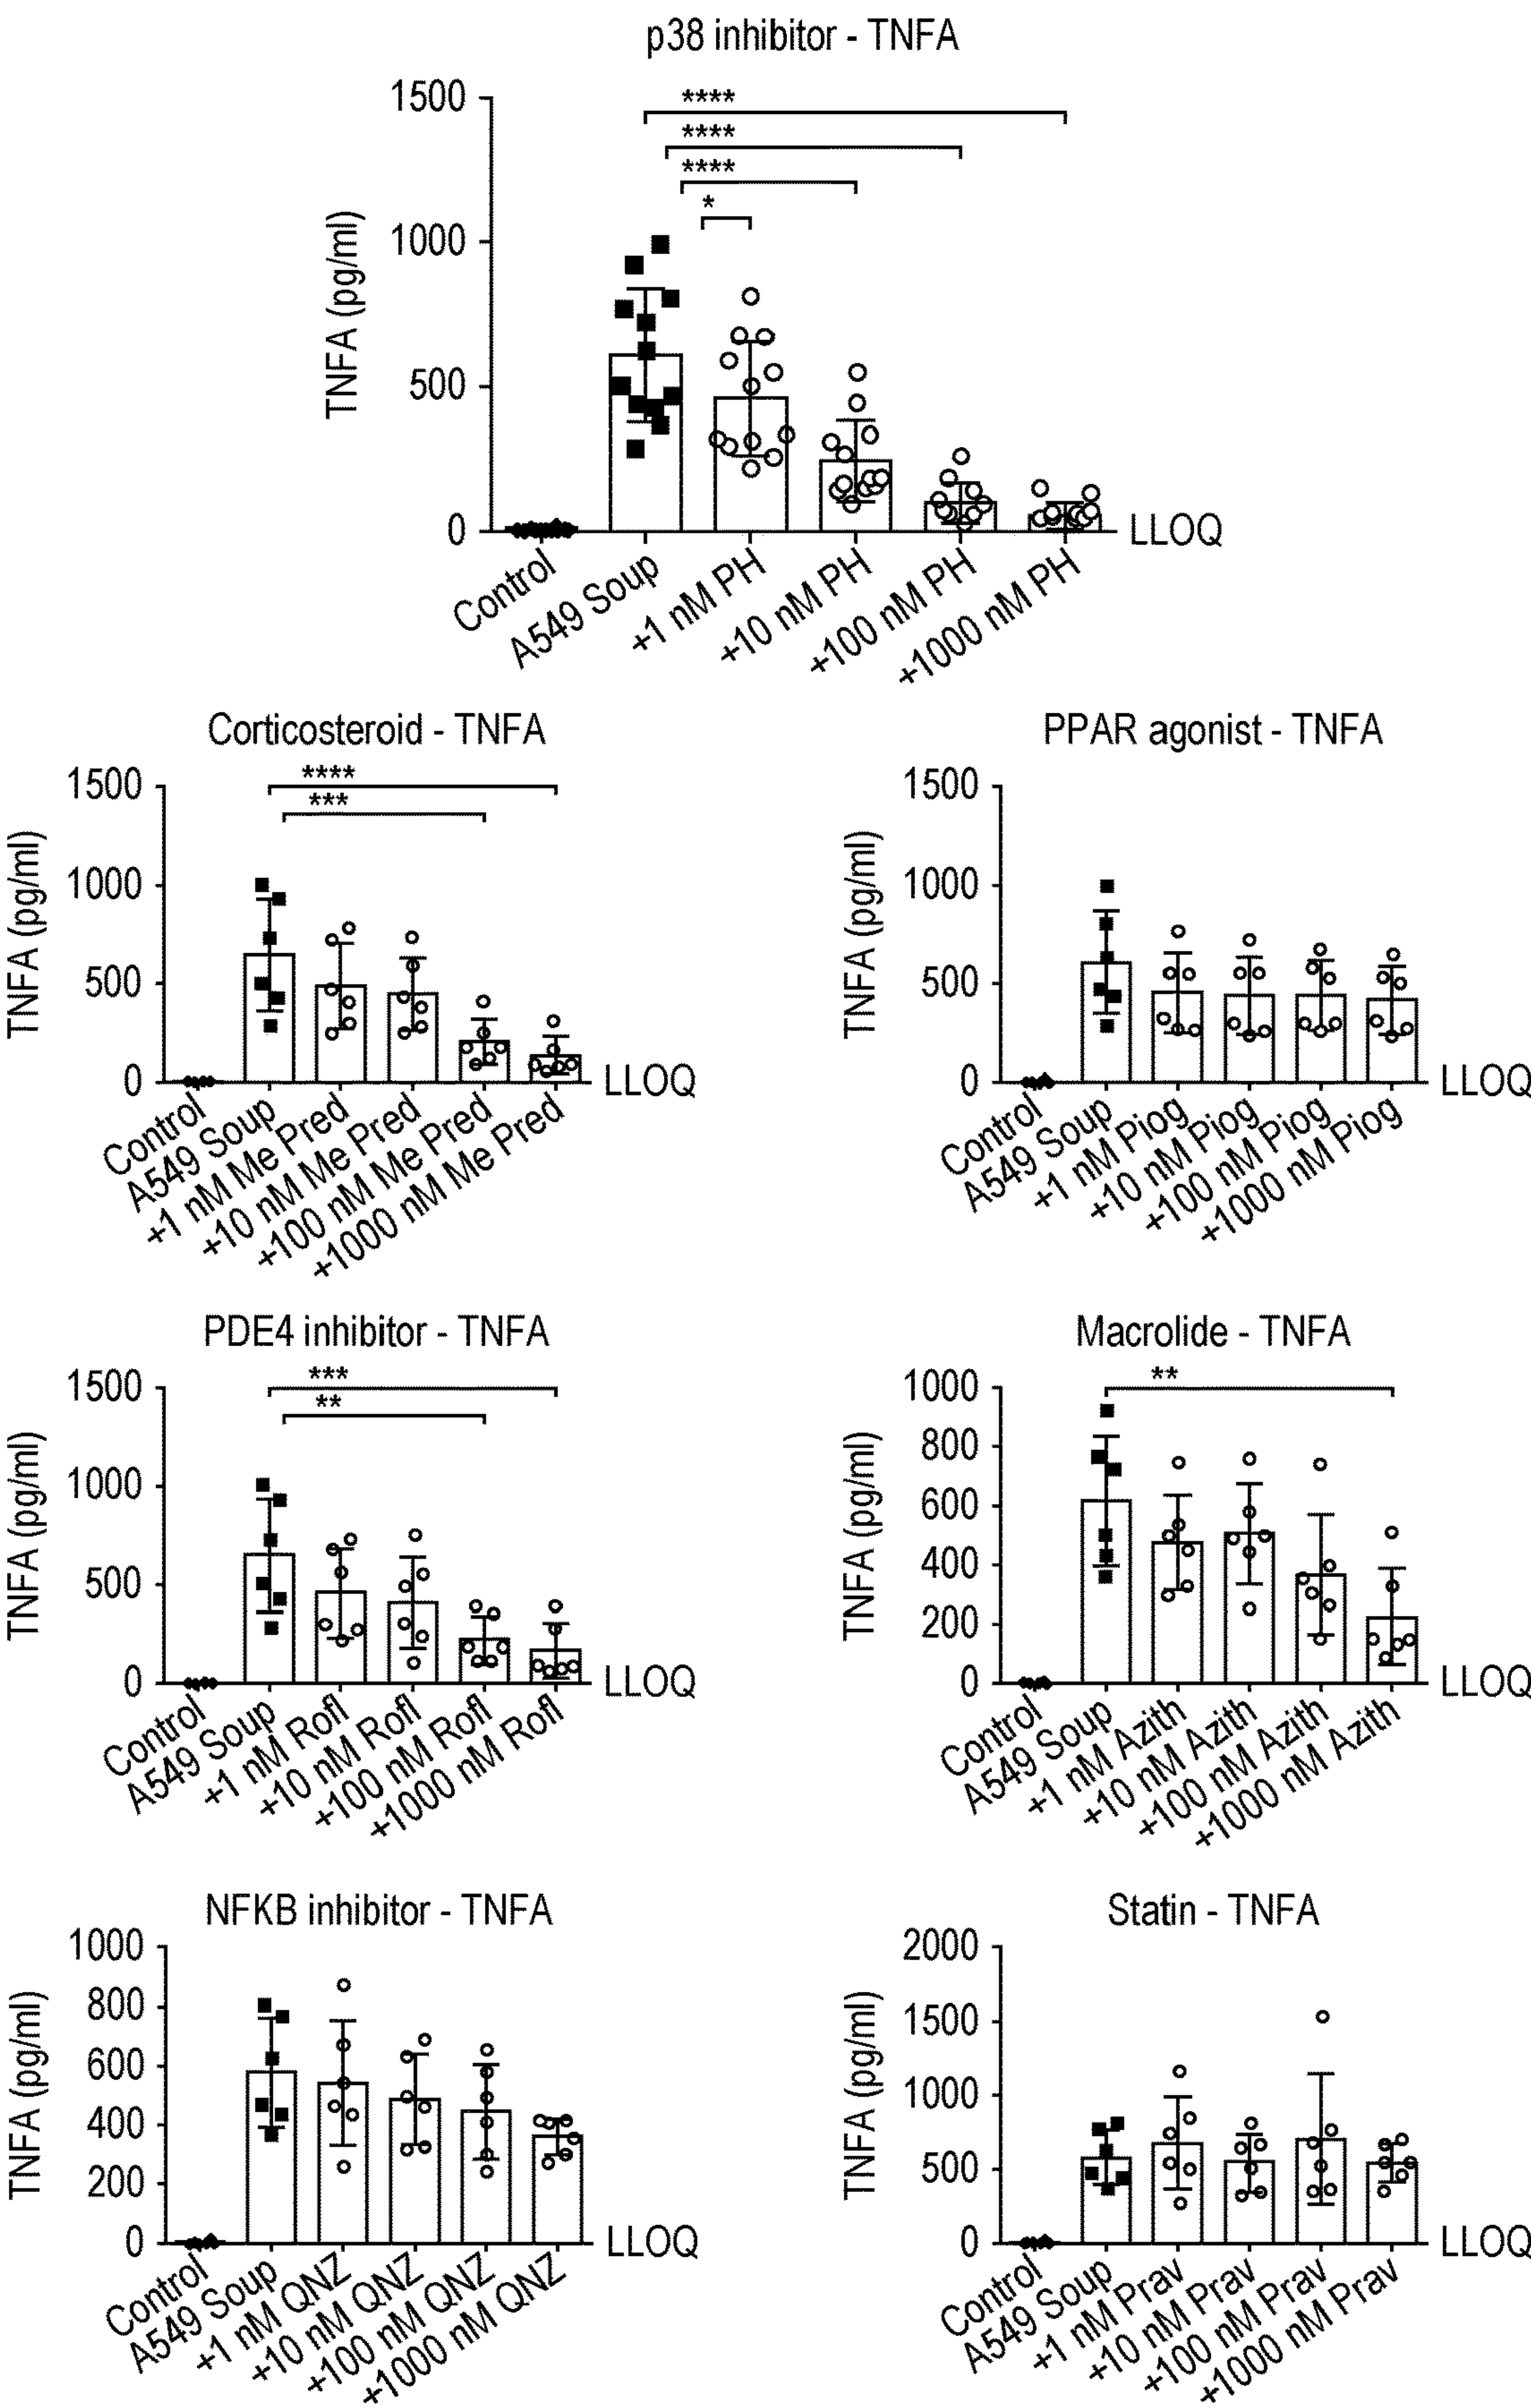 p38 inhibitor - TNFA
TNFA (pg/ml)
1500
1000
500
0
****
****
****
*
LLOQ
Control
A549 Soup
+1 nM PH
+10 nM PH
+100 nM PH
+1000 nM PH
Corticosteroid - TNFA
TNFA (pg/ml)
1500
1000
500
0
****
***
LLOQ
Control
A549 Soup
+1 nM Me Pred
+10 nM Me Pred
+100 nM Me Pred
+1000 nM Me Pred
PPAR agonist - TNFA
TNFA (pg/ml)
1500
1000
500
0
LLOQ
Control
A549 Soup
+1 nM Piog
+10 nM Piog
+100 nM Piog
+1000 nM Piog
PDE4 inhibitor - TNFA
TNFA (pg/ml)
1500
1000
500
0
***
**
LLOQ
Control
A549 Soup
+1 nM Rofl
+10 nM Rofl
+100 nM Rofl
+1000 nM Rofl
Macrolide - TNFA
TNFA (pg/ml)
1000
800
600
400
200
0
**
LLOQ
Control
A549 Soup
+1 nM Azith
+10 nM Azith
+100 nM Azith
+1000 nM Azith
NFKB inhibitor - TNFA
TNFA (pg/ml)
1000
800
600
400
200
0
LLOQ
Control
A549 Soup
+1 nM QNZ
+10 nM QNZ
+100 nM QNZ
+1000 nM QNZ
Statin - TNFA
TNFA (pg/ml)
2000
1500
1000
500
0
LLOQ
Control
A549 Soup
+1 nM Prav
+10 nM Prav
+100 nM Prav
+1000 nM Prav